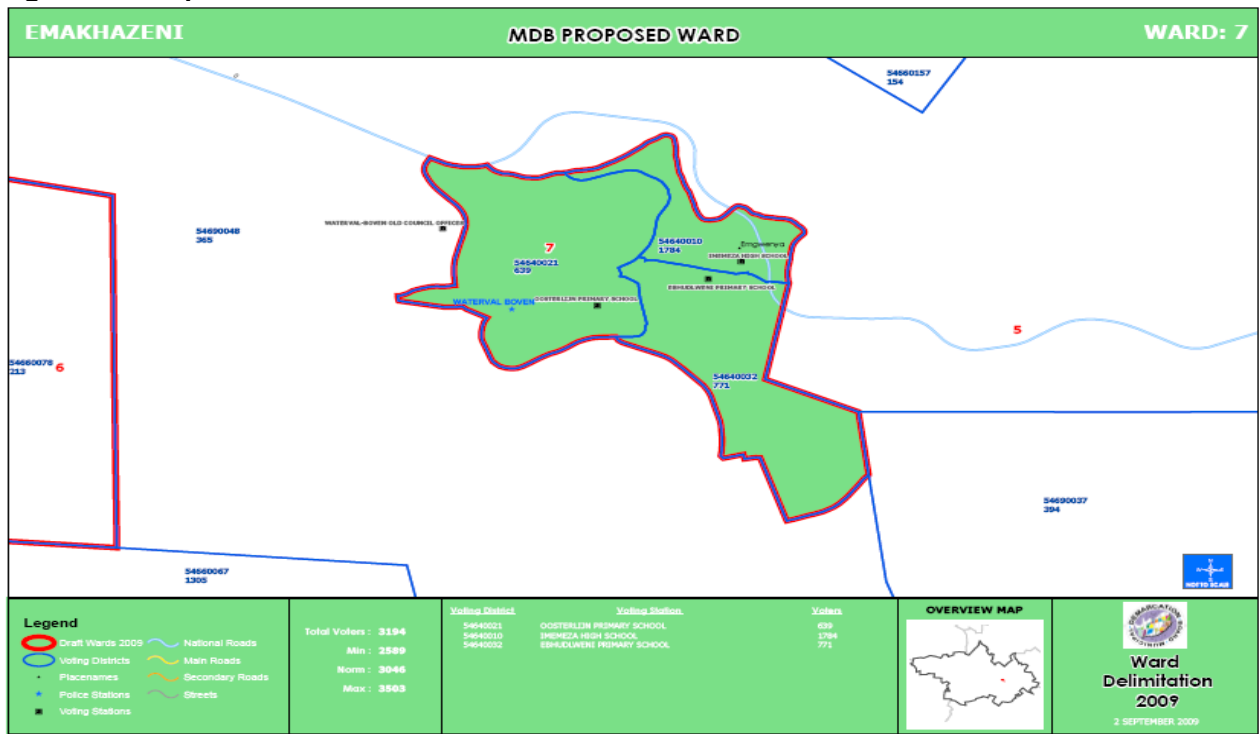 EMAKHAZENI
MDB PROPOSED WARD
WARD: 7
54660157
154
WATERVAL-BOVEN OLD COUNCIL OFFICES
54690048
365
7
54640021
639
54640010
1784
Emgwenya
IMEMEZA HIGH SCHOOL
EBHUDLWENI PRIMARY SCHOOL
WATERVAL BOVEN
OOSTERLIJN PRIMARY SCHOOL
5
54660078
213
6
54640032
771
54690037
394
54660067
1305
NOT TO SCALE
Legend
Draft Wards 2009
National Roads
Voting Districts
Main Roads
Placenames
Secondary Roads
Police Stations
Streets
Voting Stations
Total Voters : 3194
Min : 2589
Norm : 3046
Max : 3503
Voting District Voting Station Voters
54640021 OOSTERLIJN PRIMARY SCHOOL 639
54640010 IMEMEZA HIGH SCHOOL 1784
54640032 EBHUDLWENI PRIMARY SCHOOL 771
OVERVIEW MAP
Ward
Delimitation
2009
2 SEPTEMBER 2009